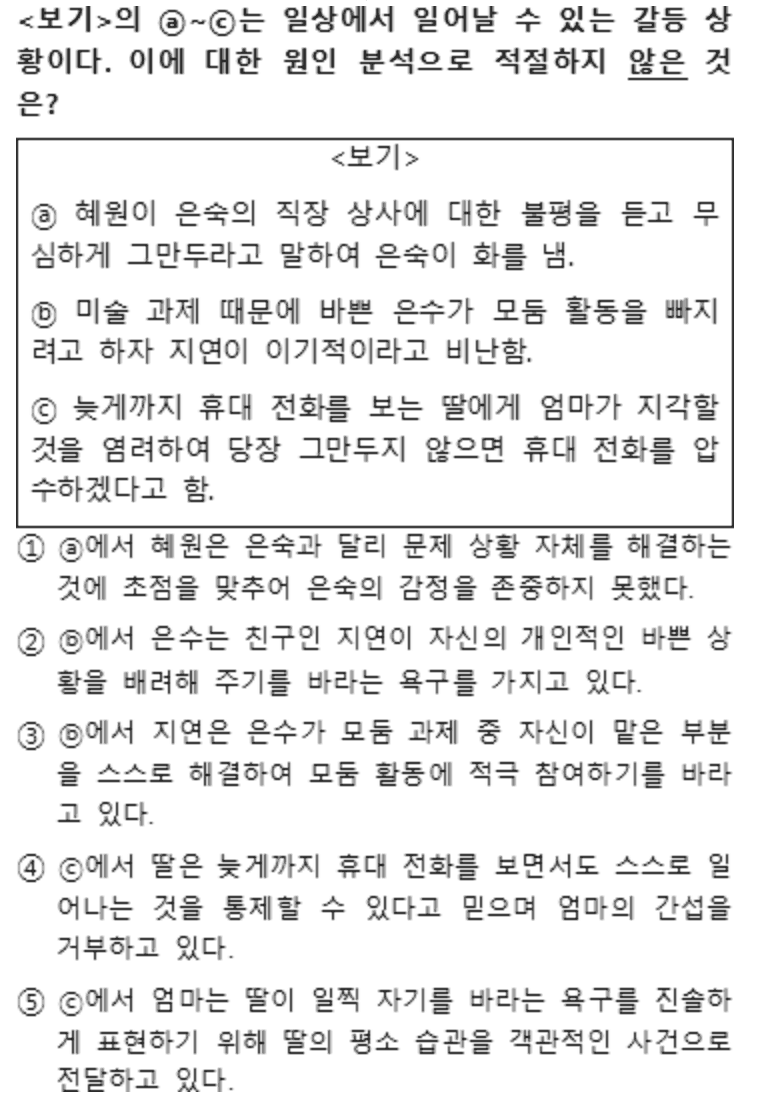 <보기>의 ⓐ~ⓒ는 일상에서 일어날 수 있는 갈등 상
황이다. 이에 대한 원인 분석으로 적절하지 않은 것
은?
<보기>
ⓐ 혜원이 은숙의 직장 상사에 대한 불평을 듣고 무
심하게 그만두라고 말하여 은숙이 화를 냄.
ⓑ 미술 과제 때문에 바쁜 은수가 모둠 활동을 빠지
려고 하자 지연이 이기적이라고 비난함.
ⓒ 늦게까지 휴대 전화를 보는 딸에게 엄마가 지각할
것을 염려하여 당장 그만두지 않으면 휴대 전화를 압
수하겠다고 함.
① ⓐ에서 혜원은 은숙과 달리 문제 상황 자체를 해결하는
것에 초점을 맞추어 은숙의 감정을 존중하지 못했다.
② ⓑ에서 은수는 친구인 지연이 자신의 개인적인 바쁜 상
황을 배려해 주기를 바라는 욕구를 가지고 있다.
③ ⓑ에서 지연은 은수가 모둠 과제 중 자신이 맡은 부분
을 스스로 해결하여 모둠 활동에 적극 참여하기를 바라
고 있다.
④ ⓒ에서 딸은 늦게까지 휴대 전화를 보면서도 스스로 일
어나는 것을 통제할 수 있다고 믿으며 엄마의 간섭을
거부하고 있다.
⑤ ⓒ에서 엄마는 딸이 일찍 자기를 바라는 욕구를 진솔하
게 표현하기 위해 딸의 평소 습관을 객관적인 사건으로
전달하고 있다.